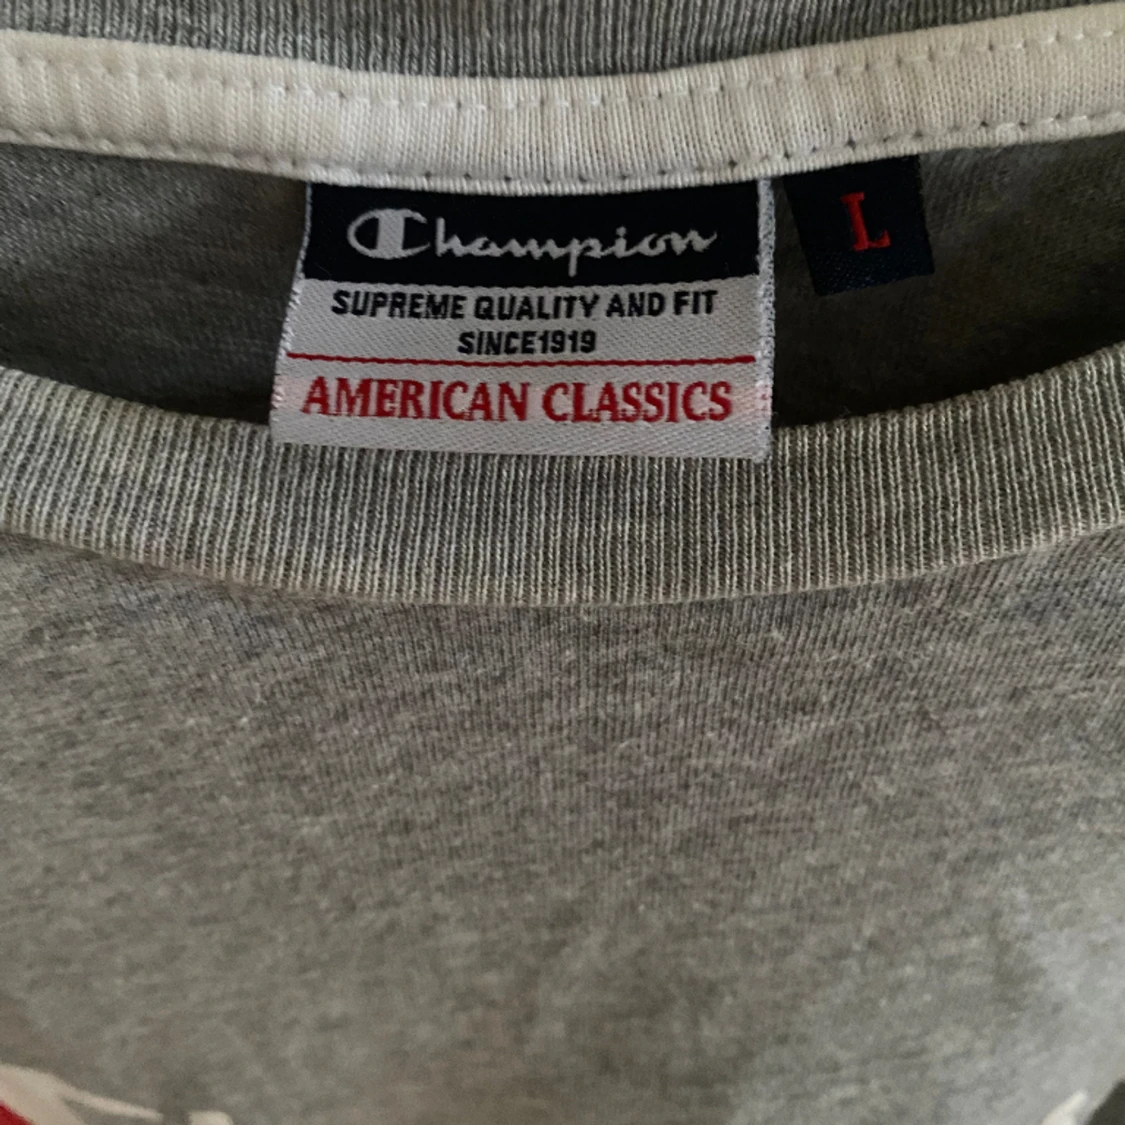 Champion
L
SUPREME QUALITY AND FIT
SINCE1919
AMERICAN CLASSICS